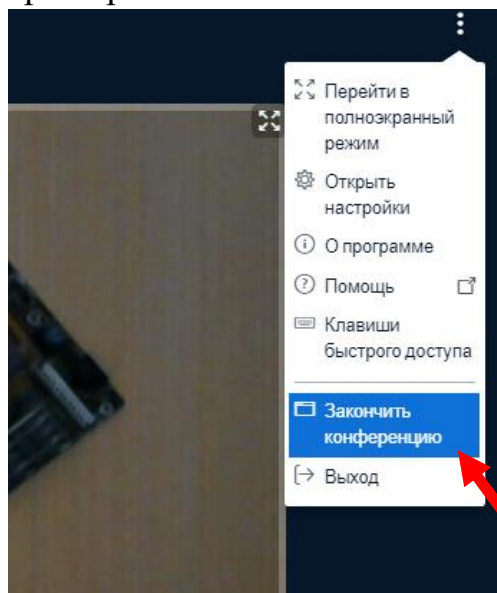 Перейти в
полноэкранный
режим
Открыть
настройки
О программе
Помощь
Клавиши
быстрого доступа
Закончить
конференцию
Выход